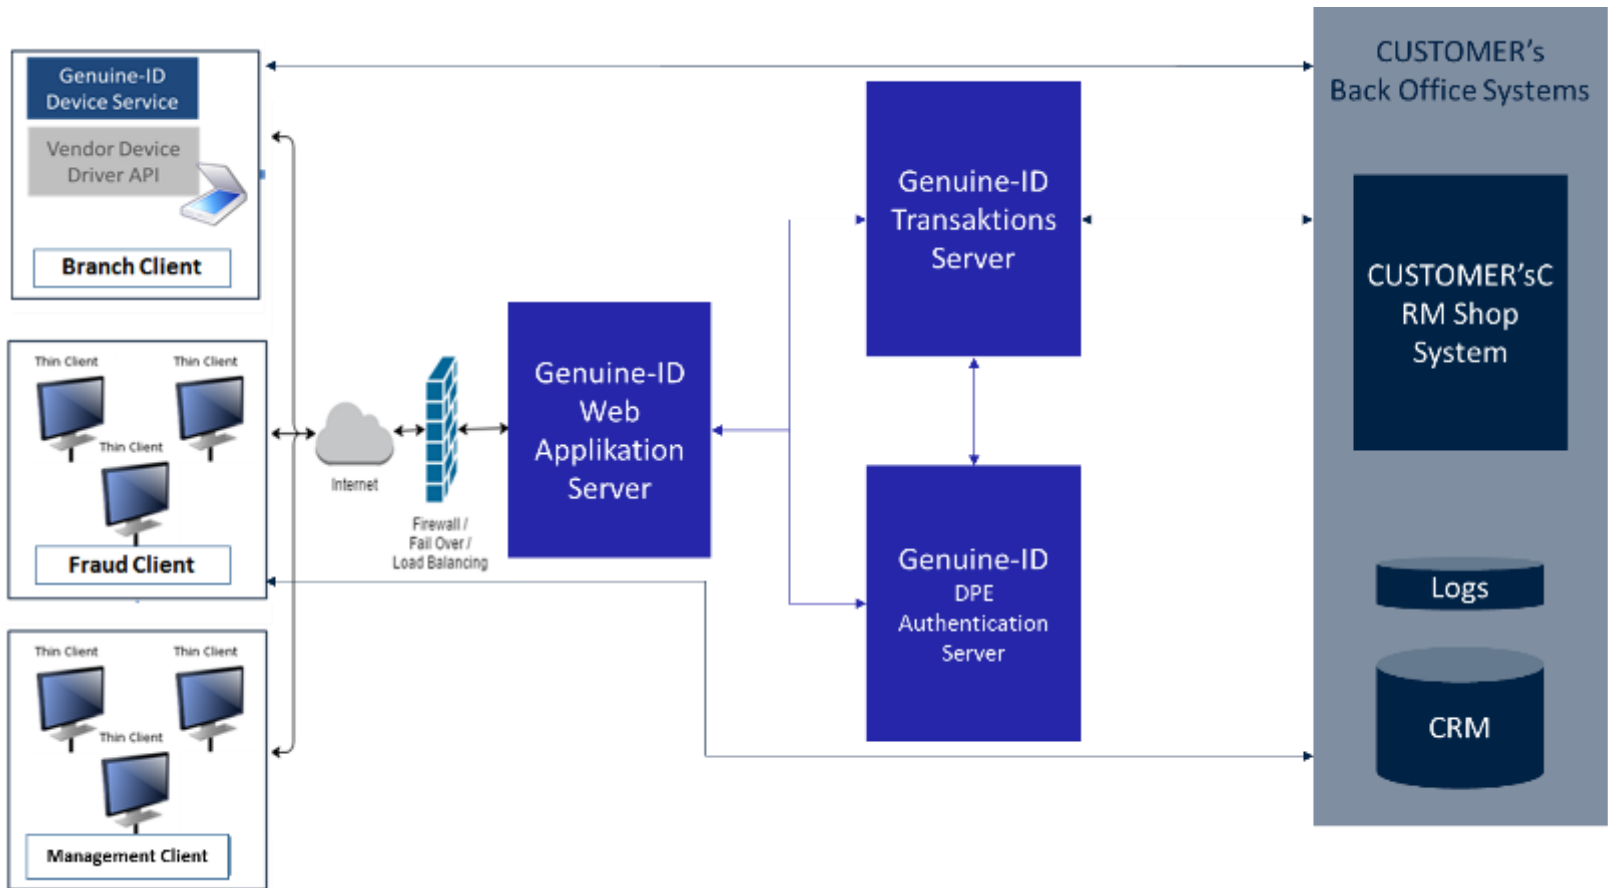 Genuine-ID
Device Service
Vendor Device
Driver API
Branch Client
Thin Client
Thin Client
Thin Client
Fraud Client
Thin Client
Thin Client
Thin Client
Management Client
Internet
Firewall /
Fail Over /
Load Balancing
Genuine-ID
Web
Applikation
Server
Genuine-ID
Transaktions
Server
Genuine-ID
DPE
Authentication
Server
CUSTOMER's
Back Office Systems
CUSTOMER'sC
RM Shop
System
Logs
CRM